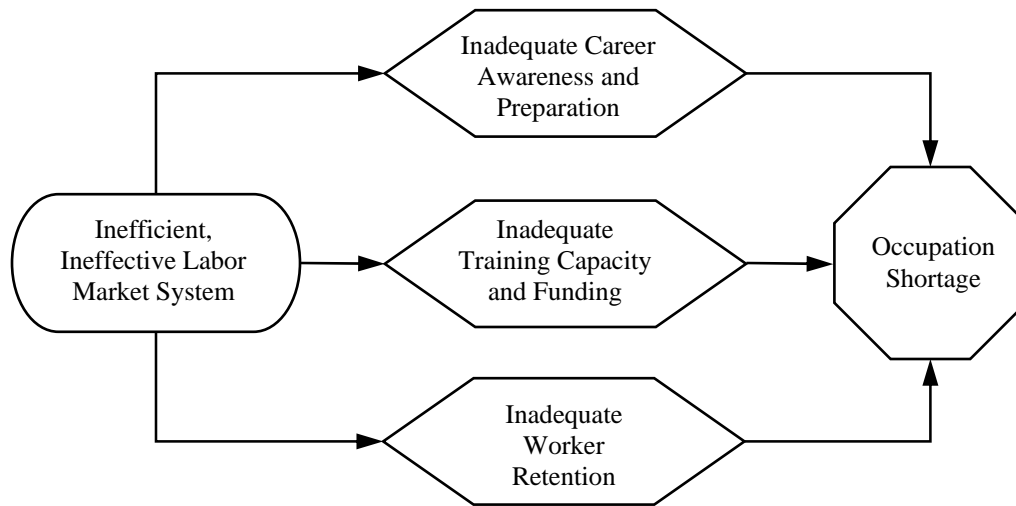 Inadequate Career
Awareness and
Preparation
Inefficient,
Ineffective Labor
Market System
Inadequate
Training Capacity
and Funding
Occupation
Shortage
Inadequate
Worker
Retention